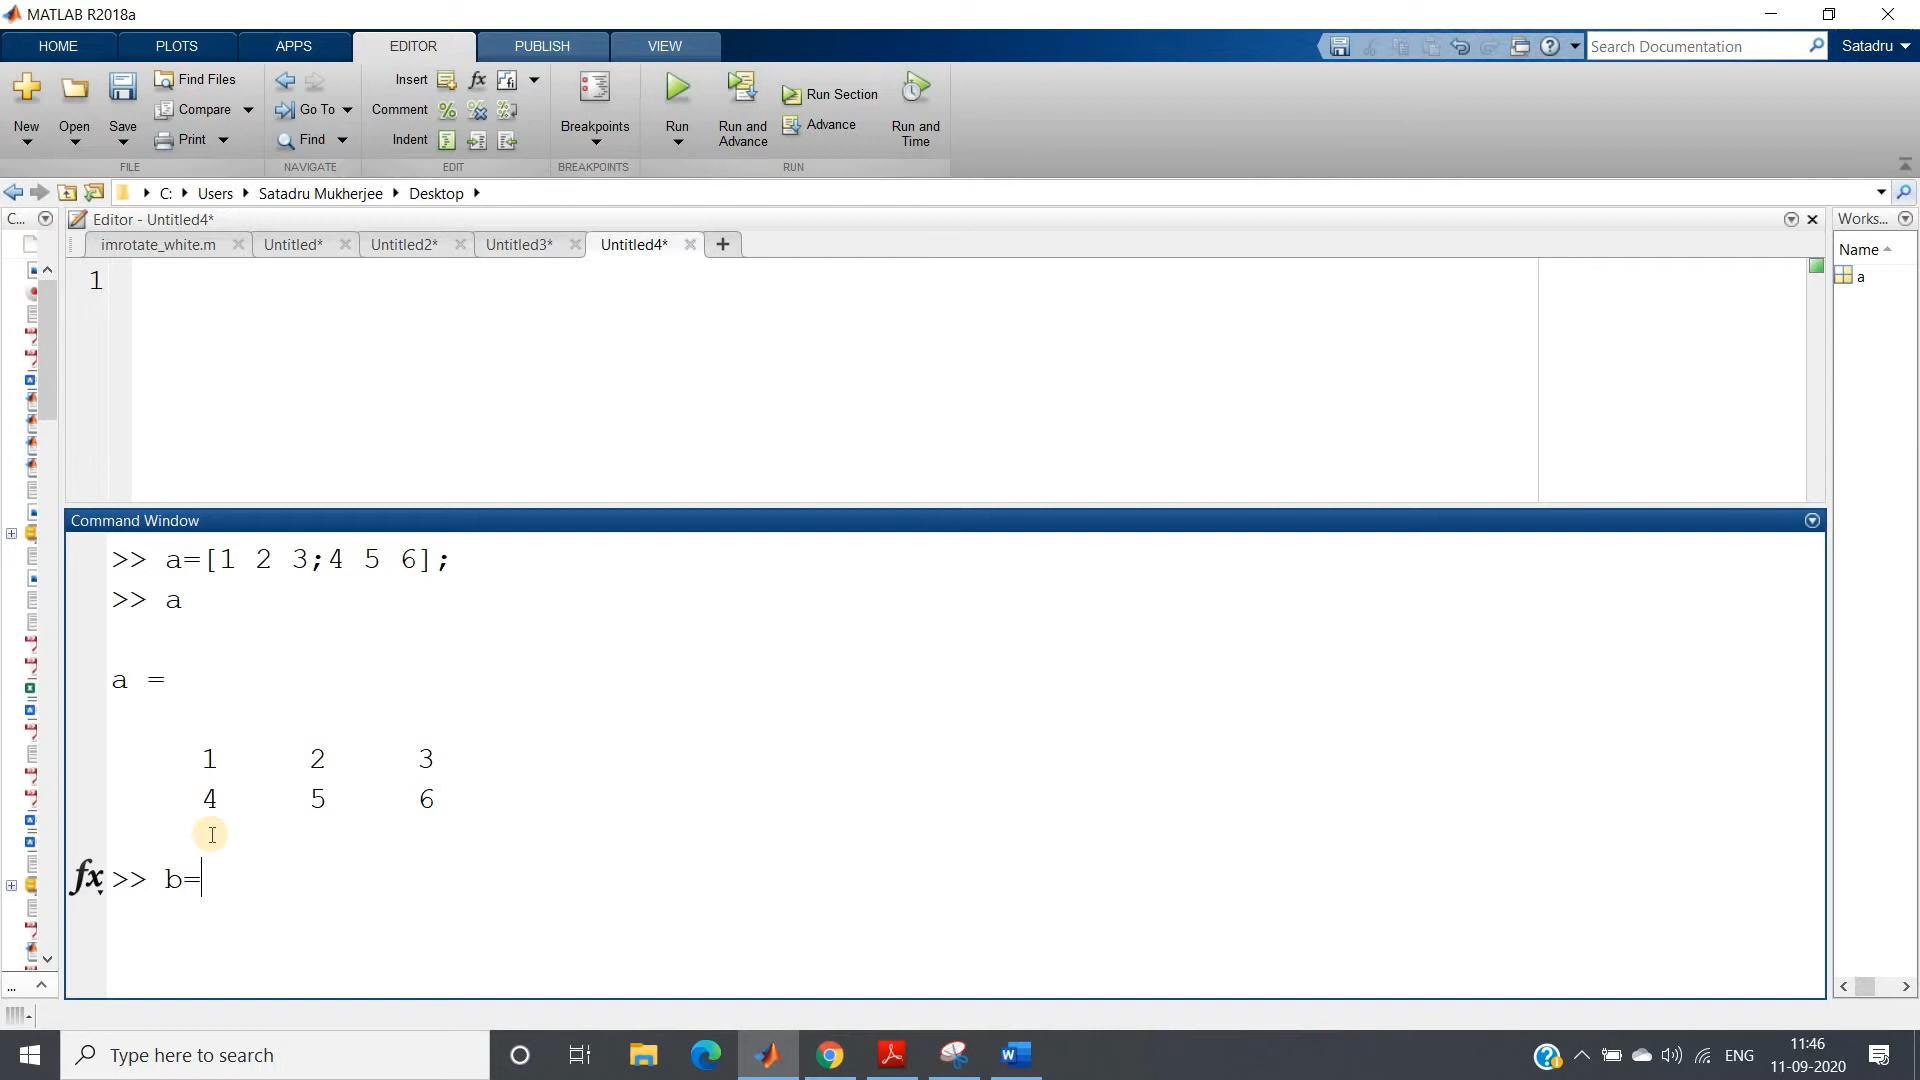 MATLAB R2018a
HOME PLOTS APPS EDITOR PUBLISH VIEW Search Documentation Satadru
New Open Save Find Files Compare Print
FILE
Go To Find
NAVIGATE
Insert fx
Comment
Indent
EDIT
Breakpoints
BREAKPOINTS
Run Run and Advance Run Section Advance Run and Time
RUN
C: Users Satadru Mukherjee Desktop
C... Editor - Untitled4* Works...
imrotate_white.m Untitled* Untitled2* Untitled3* Untitled4* +
Name
a
1
Command Window
>> a=[1 2 3;4 5 6];
>> a
a =
1 2 3
4 5 6
fx >> b=
...
Type here to search
ENG 11:46
11-09-2020